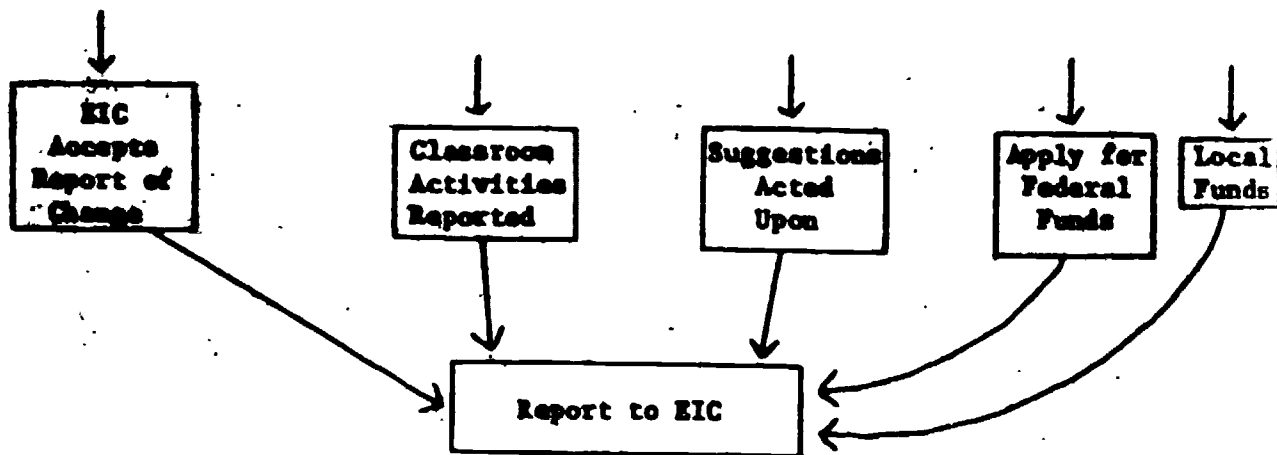 EIC
Accepts
Report of
Change
Classroom
Activities
Reported
Suggestions
Acted
Upon
Apply for
Federal
Funds
Local
Funds
Report to EIC